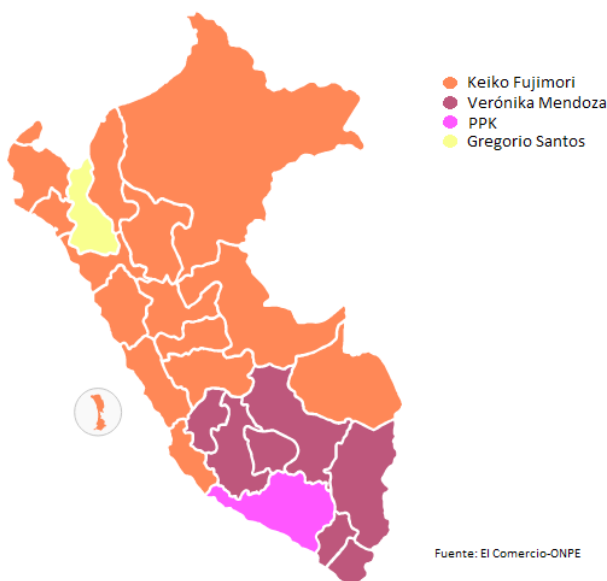 Keiko Fujimori
Verónika Mendoza
PPK
Gregorio Santos
Fuente: El Comercio-ONPE